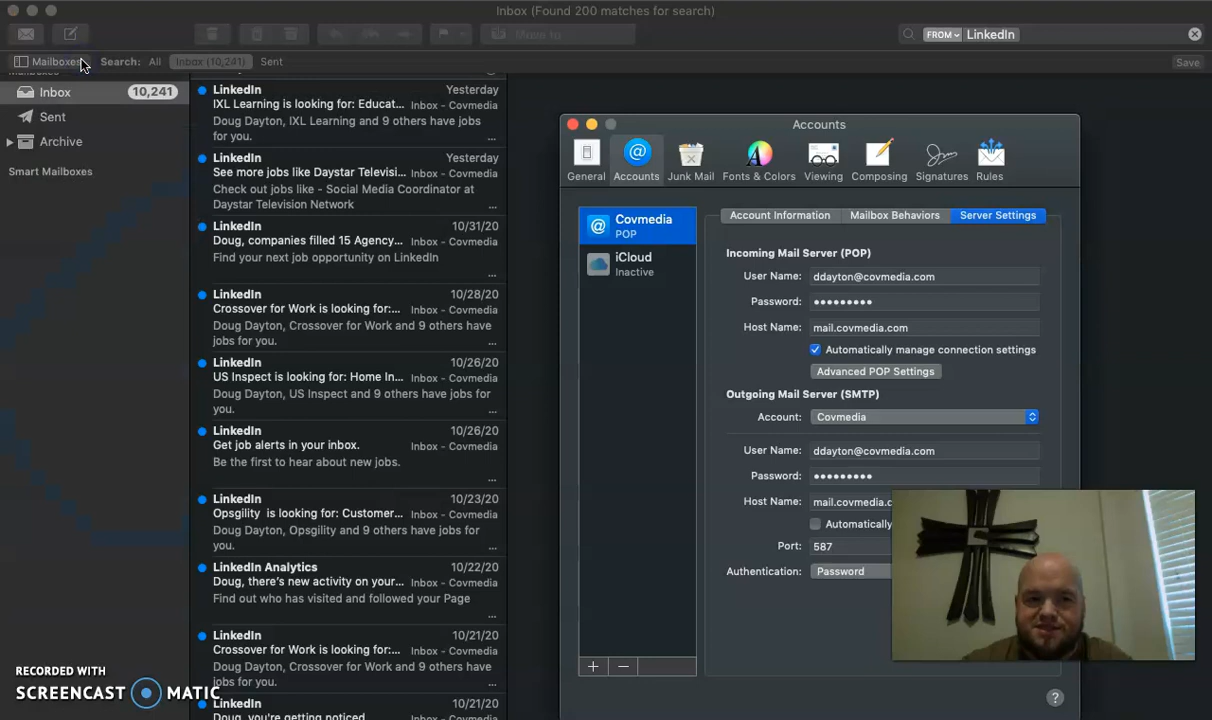 Inbox (Found 200 matches for search)
Move to
FROM LinkedIn
Mailboxes
Search: All Inbox (10,241) Sent
Save
Mailboxes
Inbox 10,241
Sent
Archive
Smart Mailboxes
LinkedIn Yesterday
IXL Learning is looking for: Educat... Inbox - Covmedia
Doug Dayton, IXL Learning and 9 others have jobs
for you. ...
LinkedIn Yesterday
See more jobs like Daystar Televisi... Inbox - Covmedia
Check out jobs like - Social Media Coordinator at
Daystar Television Network ...
LinkedIn 10/31/20
Doug, companies filled 15 Agency... Inbox - Covmedia
Find your next job opportunity on LinkedIn
...
LinkedIn 10/28/20
Crossover for Work is looking for:... Inbox - Covmedia
Doug Dayton, Crossover for Work and 9 others have
jobs for you. ...
LinkedIn 10/26/20
US Inspect is looking for: Home In... Inbox - Covmedia
Doug Dayton, US Inspect and 9 others have jobs for
you. ...
LinkedIn 10/26/20
Get job alerts in your inbox. Inbox - Covmedia
Be the first to hear about new jobs.
...
LinkedIn 10/23/20
Opsgility is looking for: Customer... Inbox - Covmedia
Doug Dayton, Opsgility and 9 others have jobs for
you. ...
LinkedIn Analytics 10/22/20
Doug, there's new activity on your... Inbox - Covmedia
Find out who has visited and followed your Page
...
LinkedIn 10/21/20
Crossover for Work is looking for:... Inbox - Covmedia
Doug Dayton, Crossover for Work and 9 others have
jobs for you. ...
LinkedIn 10/21/20
Doug, you're getting noticed Inbox - Covmedia
Accounts
General Accounts Junk Mail Fonts & Colors Viewing Composing Signatures Rules
Covmedia
POP
iCloud
Inactive
Account Information Mailbox Behaviors Server Settings
Incoming Mail Server (POP)
User Name: ddayton@covmedia.com
Password: •••••••••
Host Name: mail.covmedia.com
Automatically manage connection settings
Advanced POP Settings
Outgoing Mail Server (SMTP)
Account: Covmedia
User Name: ddayton@covmedia.com
Password: •••••••••
Host Name: mail.covmedia.c
Automatically
Port: 587
Authentication: Password
+ − ?
RECORDED WITH
SCREENCAST MATIC